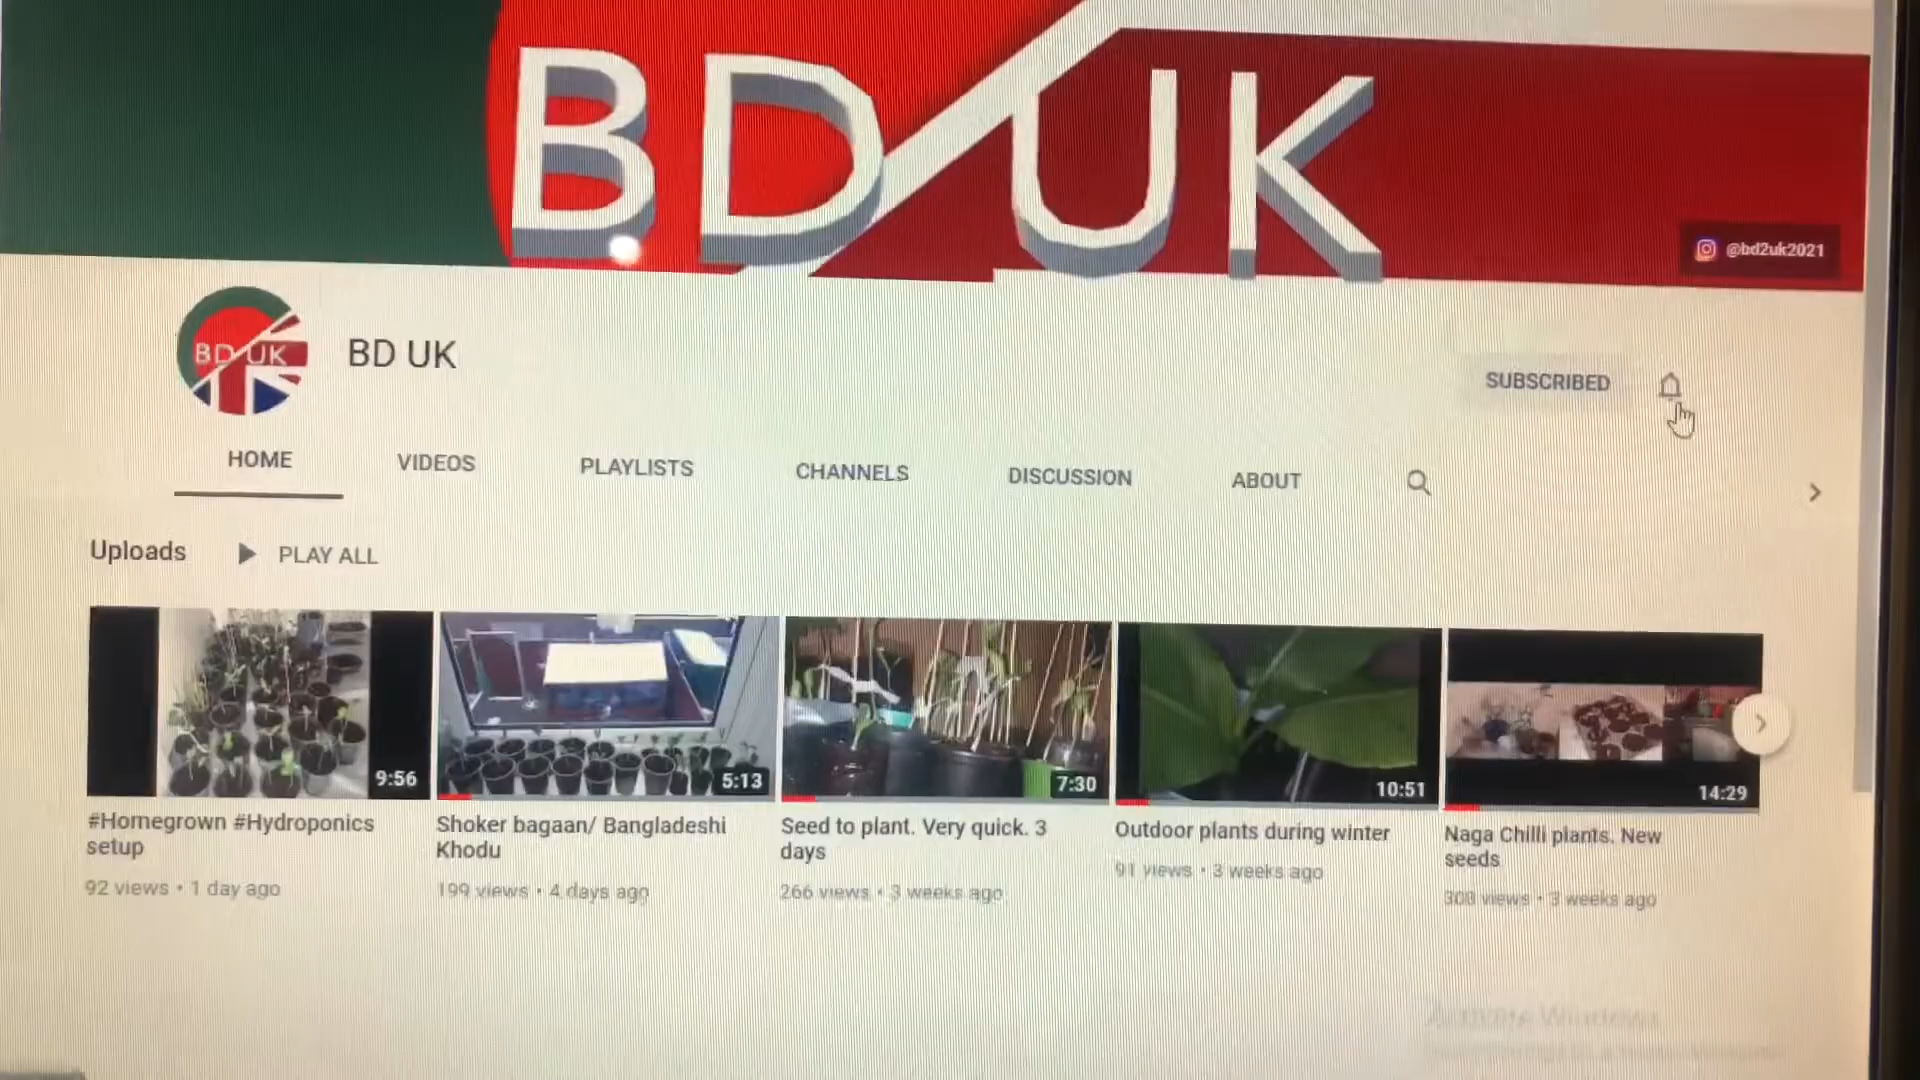 BD UK
@bd2uk2021
BD UK
BD UK
SUBSCRIBED
HOME
VIDEOS
PLAYLISTS
CHANNELS
DISCUSSION
ABOUT
Uploads
PLAY ALL
9:56
5:13
7:30
10:51
14:29
#Homegrown #Hydroponics
setup
92 views • 1 day ago
Shoker bagaan/ Bangladeshi
Khodu
199 views • 4 days ago
Seed to plant. Very quick. 3
days
266 views • 3 weeks ago
Outdoor plants during winter
91 views • 3 weeks ago
Naga Chilli plants. New
seeds
views • 3 weeks ago
Activate Windows